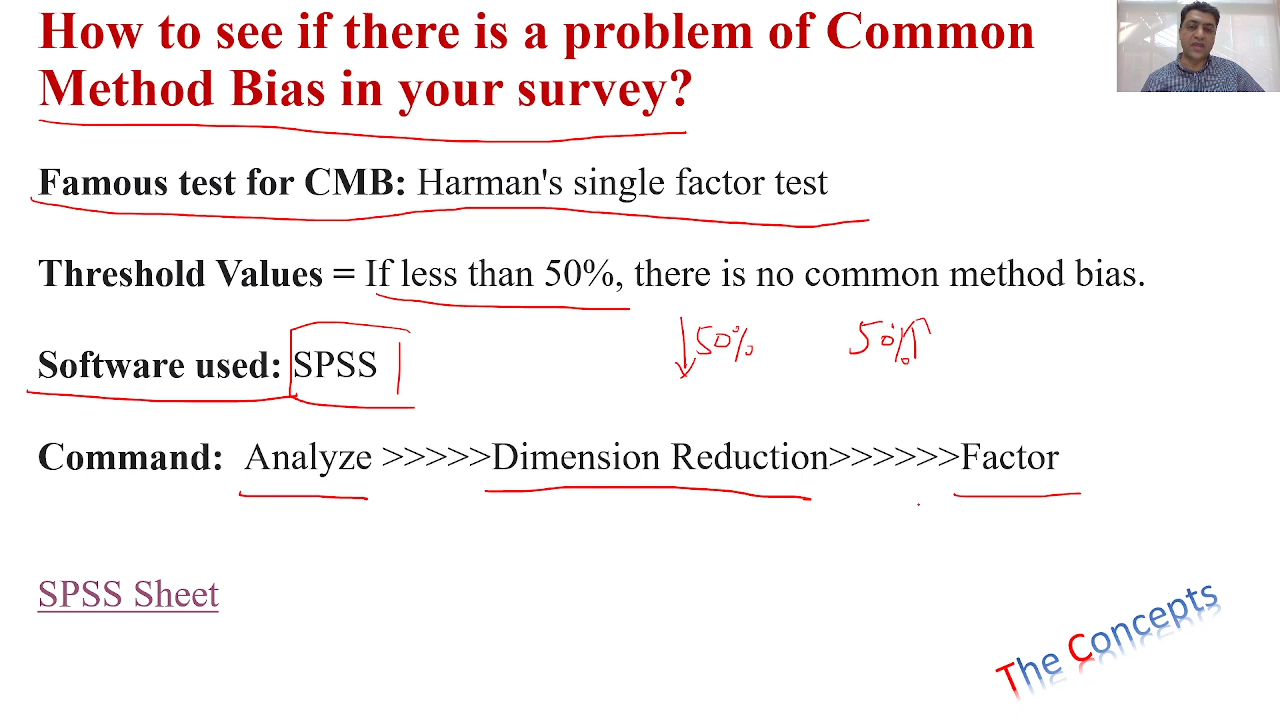 How to see if there is a problem of Common
Method Bias in your survey?
Famous test for CMB: Harman's single factor test
Threshold Values = If less than 50%, there is no common method bias.
↓50% 50%↑
Software used: SPSS
Command: Analyze >>>>>Dimension Reduction>>>>>>Factor
SPSS Sheet
The Concepts